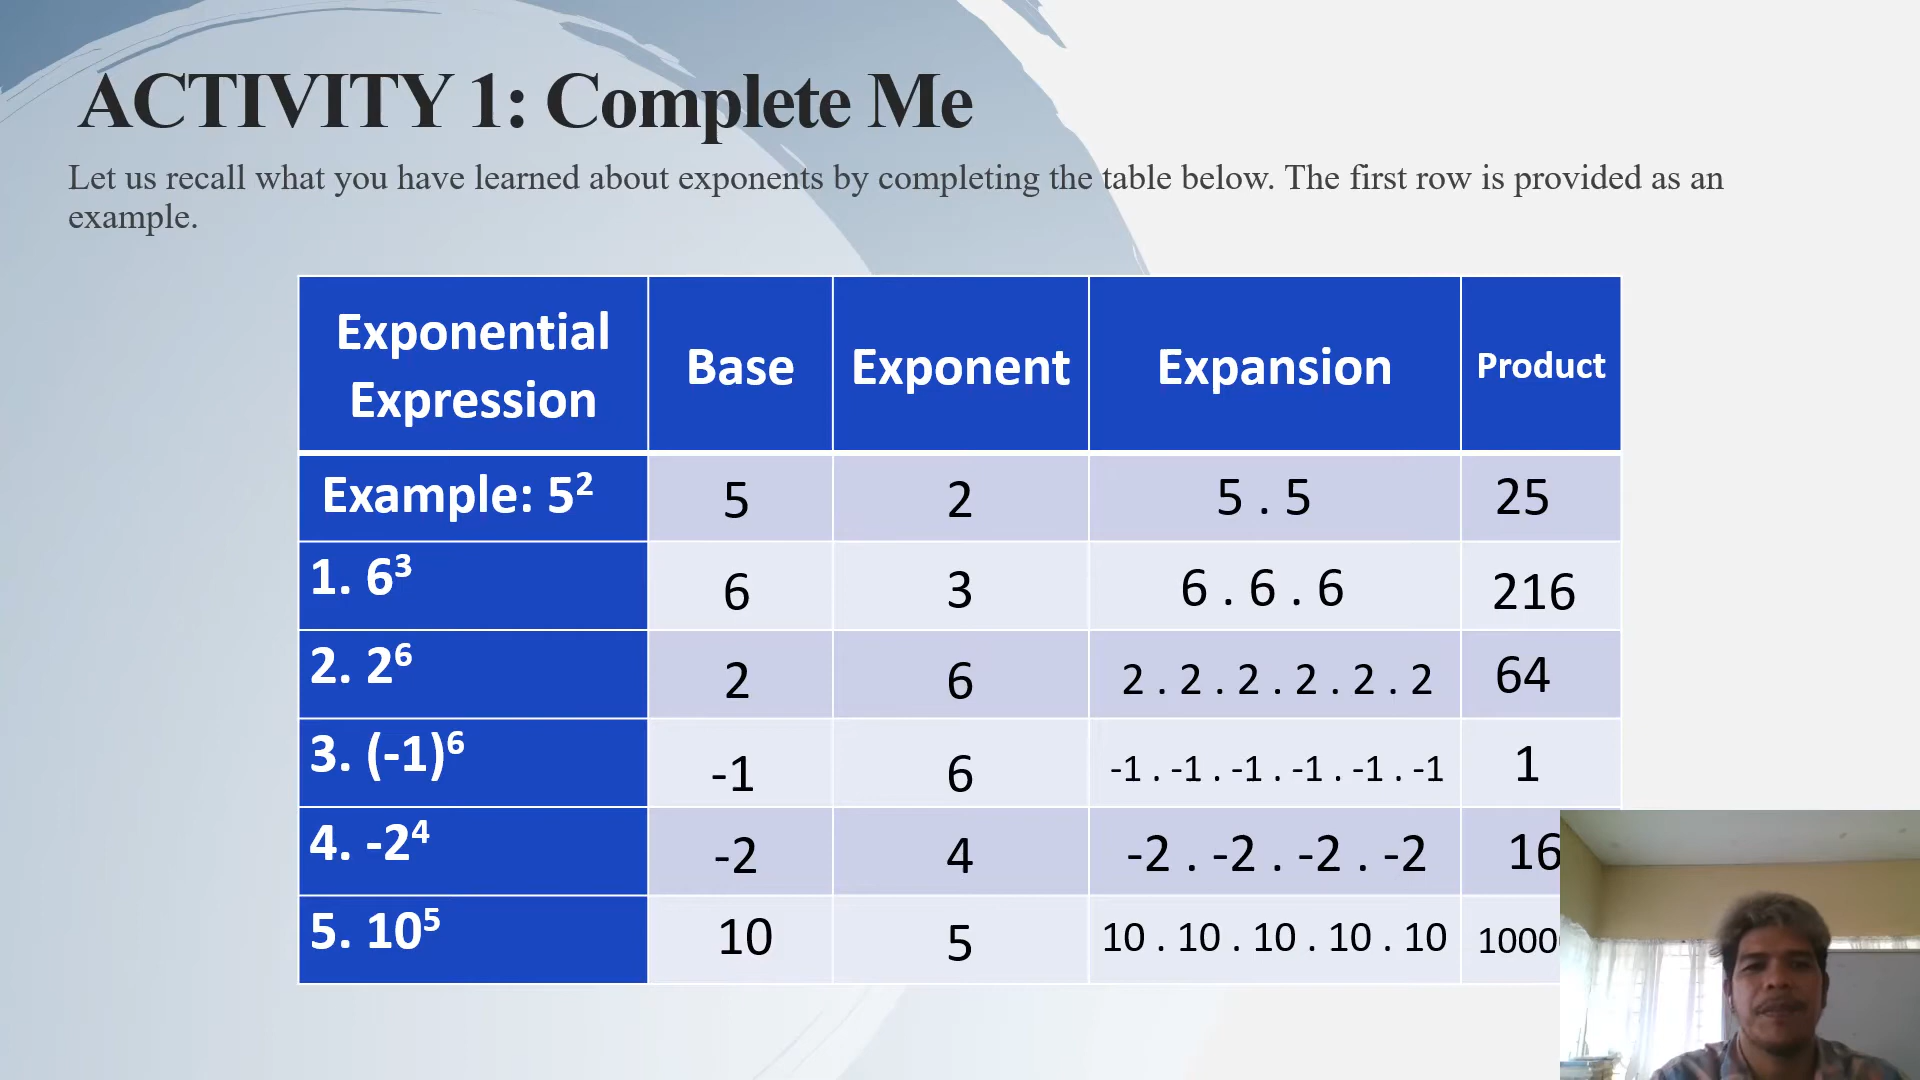 ACTIVITY 1: Complete Me
Let us recall what you have learned about exponents by completing the table below. The first row is provided as an
example.
Exponential Expression Base Exponent Expansion Product
Example: 5² 5 2 5 . 5 25
1. 6³ 6 3 6 . 6 . 6 216
2. 2⁶ 2 6 2 . 2 . 2 . 2 . 2 . 2 64
3. (-1)⁶ -1 6 -1 . -1 . -1 . -1 . -1 . -1 1
4. -2⁴ -2 4 -2 . -2 . -2 . -2 16
5. 10⁵ 10 5 10 . 10 . 10 . 10 . 10